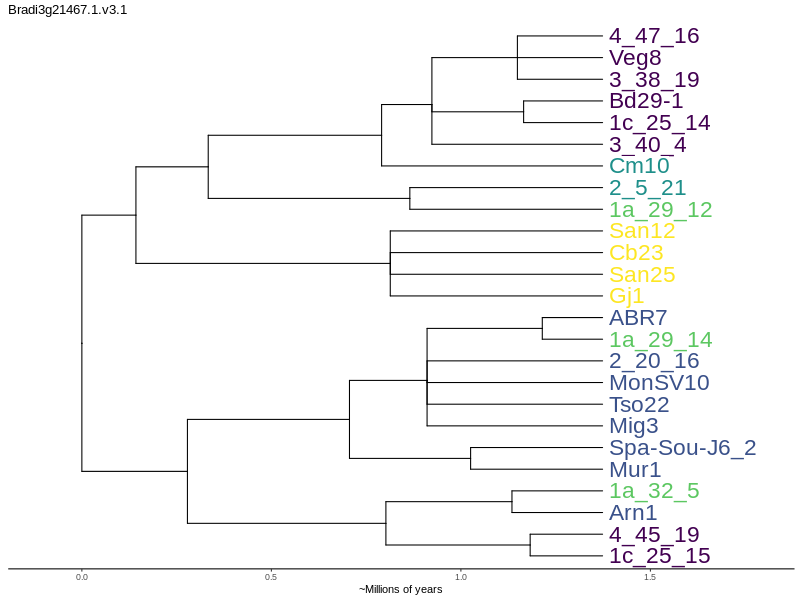 Bradi3g21467.1.v3.1
4_47_16
Veg8
3_38_19
Bd29-1
1c_25_14
3_40_4
Cm10
2_5_21
1a_29_12
San12
Cb23
San25
Gj1
ABR7
1a_29_14
2_20_16
MonSV10
Tso22
Mig3
Spa-Sou-J6_2
Mur1
1a_32_5
Arn1
4_45_19
1c_25_15
0.0 0.5 1.0 1.5
~Millions of years